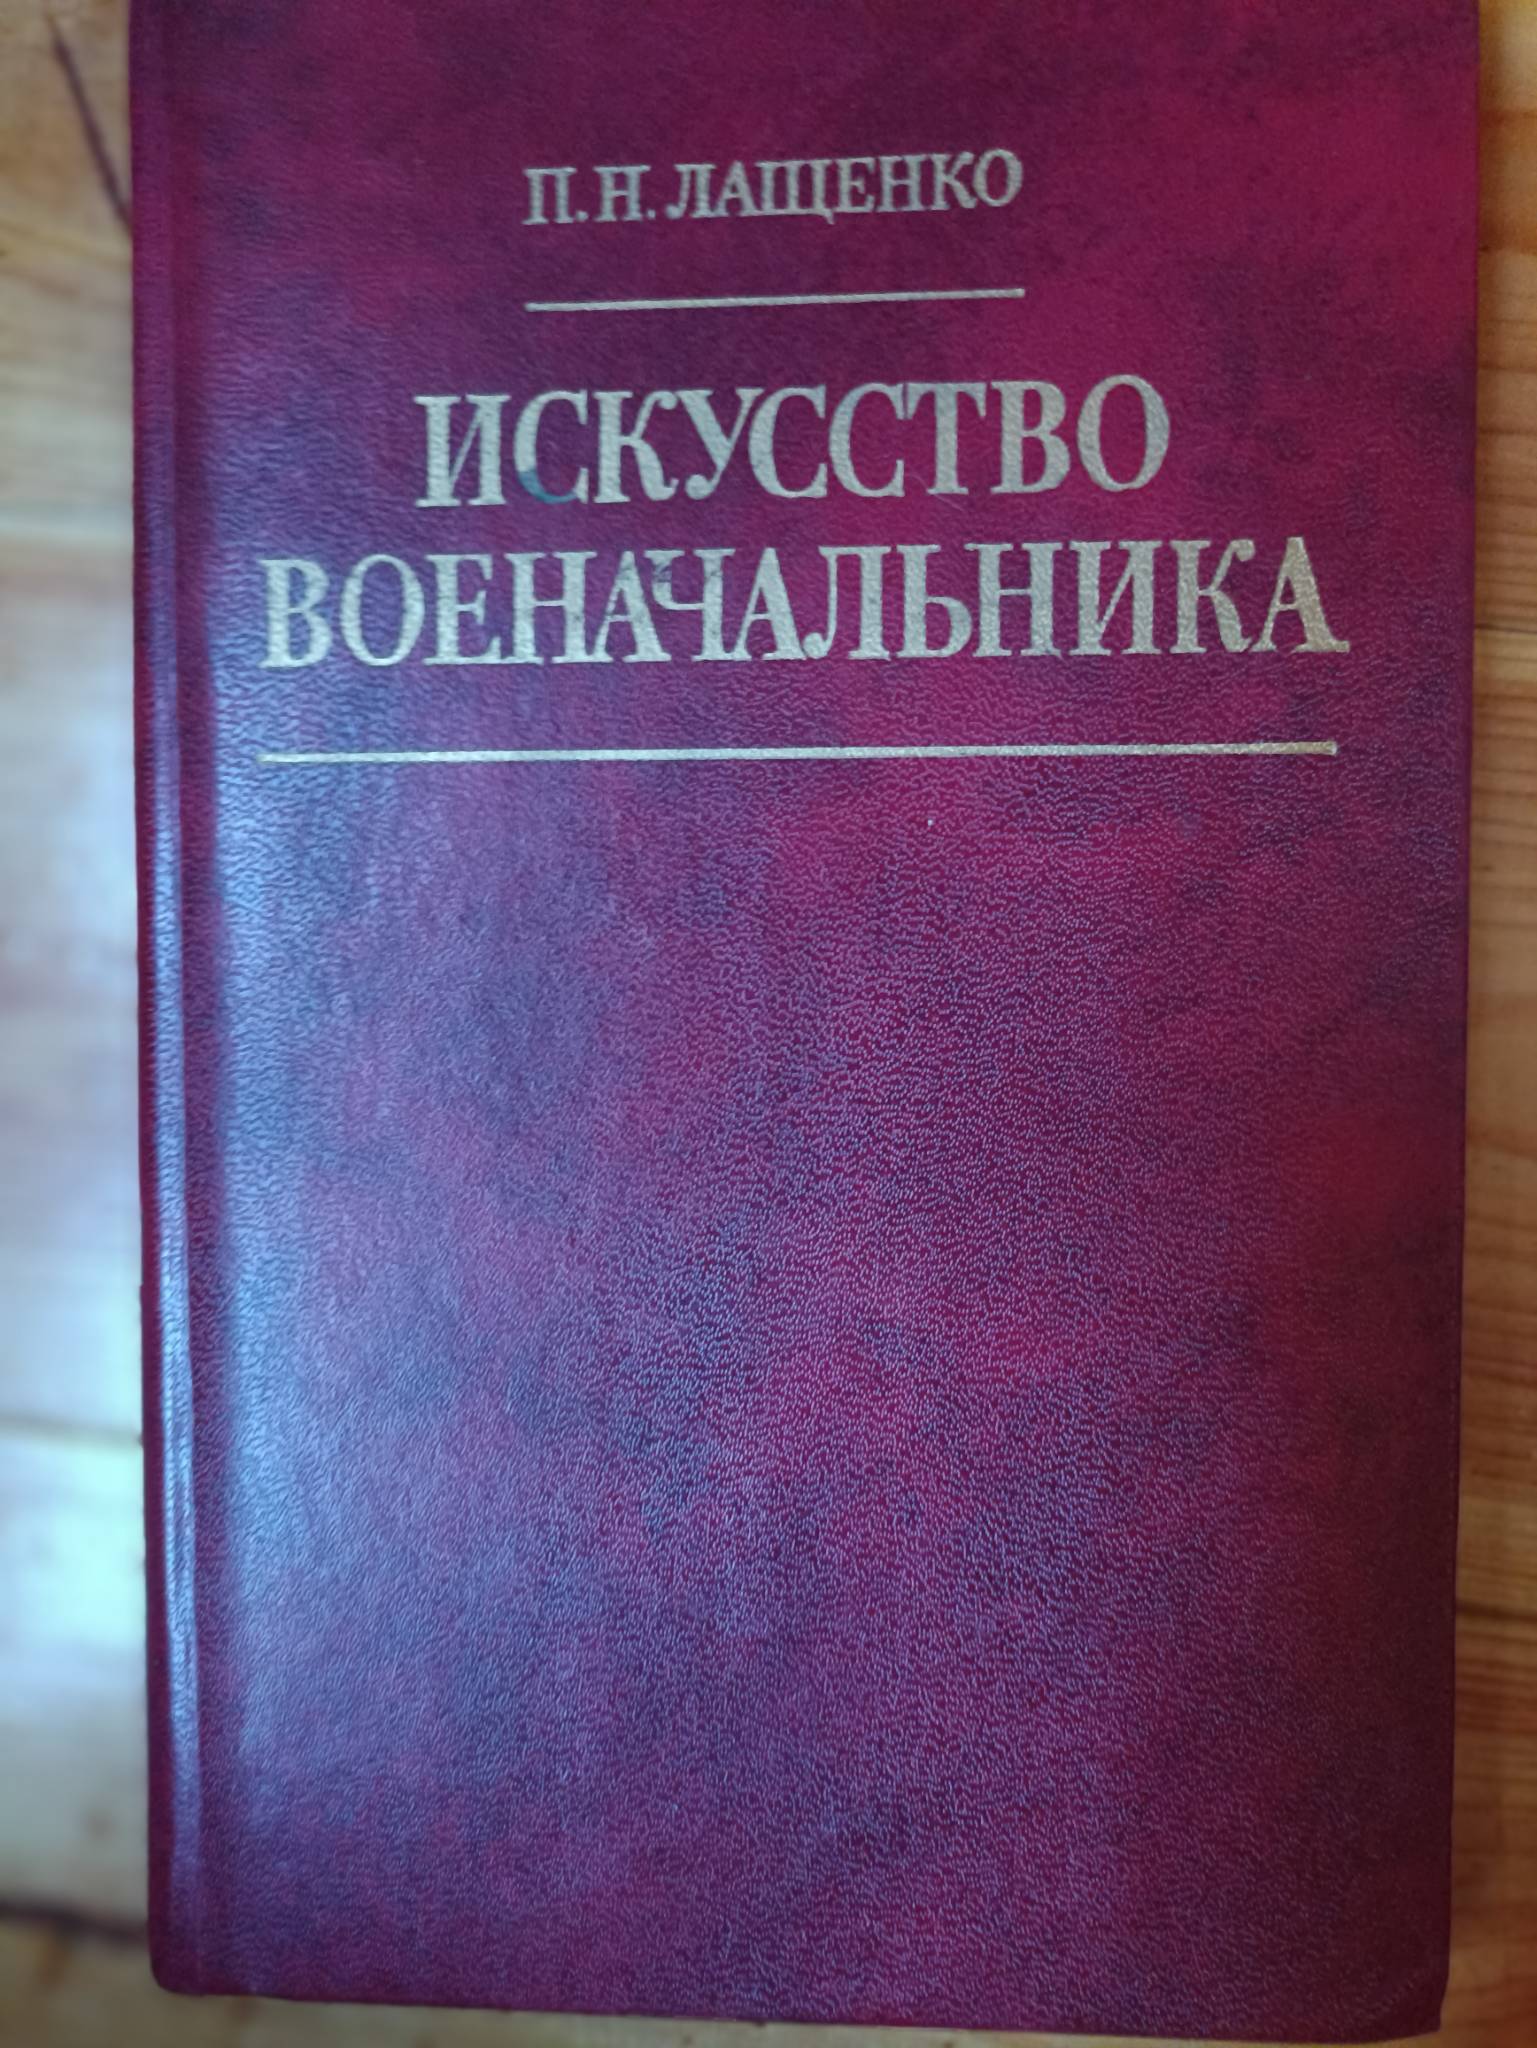 П. Н. ЛАЩЕНКО
ИСКУССТВО
ВОЕНАЧАЛЬНИКА